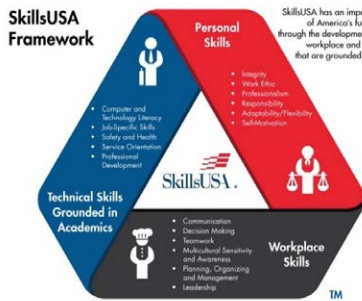 SkillsUSA
Framework
SkillsUSA has an impor
of America's fu
through the developme
workplace and
that are grounded
Personal
Skills
• Integrity
• Work Ethic
• Professionalism
• Responsibility
• Adaptability/Flexibility
• Self-Motivation
• Computer and
Technology Literacy
• Job-Specific Skills
• Safety and Health
• Service Orientation
• Professional
Development
Technical Skills
Grounded in
Academics
SkillsUSA.
• Communication
• Decision Making
• Teamwork
• Multicultural Sensitivity
and Awareness
• Planning, Organizing
and Management
• Leadership
Workplace
Skills
TM